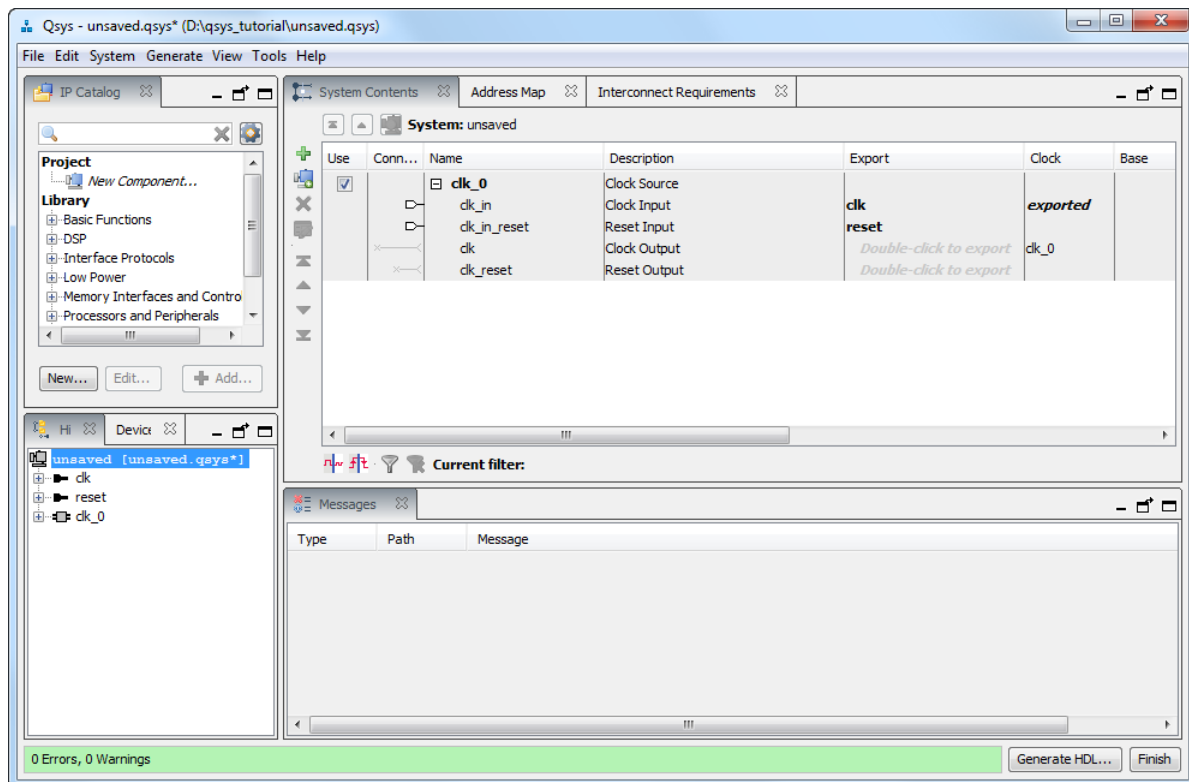 Qsys - unsaved.qsys* (D:\qsys_tutorial\unsaved.qsys)
File Edit System Generate View Tools Help
IP Catalog
Project
New Component...
Library
Basic Functions
DSP
Interface Protocols
Low Power
Memory Interfaces and Contro
Processors and Peripherals
New... Edit... Add...
Hi Device
unsaved [unsaved.qsys*]
clk
reset
clk_0
System Contents Address Map Interconnect Requirements
System: unsaved
Use Conn... Name Description Export Clock Base
clk_0 Clock Source
clk_in Clock Input clk exported
clk_in_reset Reset Input reset
clk Clock Output Double-click to export clk_0
clk_reset Reset Output Double-click to export
Current filter:
Messages
Type Path Message
0 Errors, 0 Warnings
Generate HDL... Finish